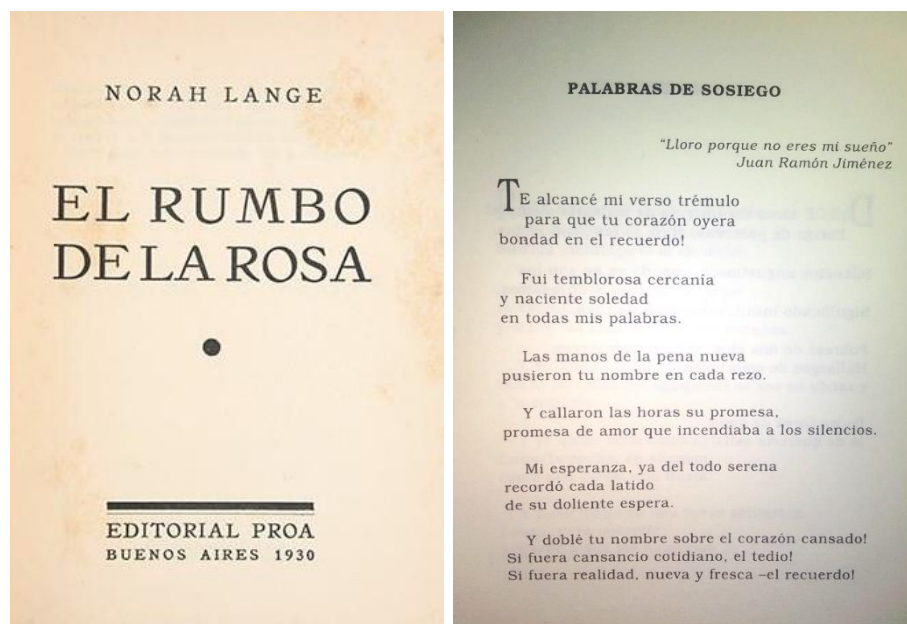 NORAH LANGE
EL RUMBO
DE LA ROSA
EDITORIAL PROA
BUENOS AIRES 1930
PALABRAS DE SOSIEGO
"Lloro porque no eres mi sueño"
Juan Ramón Jiménez
TE alcancé mi verso trémulo
para que tu corazón oyera
bondad en el recuerdo!
Fui temblorosa cercanía
y naciente soledad
en todas mis palabras.
Las manos de la pena nueva
pusieron tu nombre en cada rezo.
Y callaron las horas su promesa,
promesa de amor que incendiaba a los silencios.
Mi esperanza, ya del todo serena
recordó cada latido
de su doliente espera.
Y doblé tu nombre sobre el corazón cansado!
Si fuera cansancio cotidiano, el tedio!
Si fuera realidad, nueva y fresca –el recuerdo!